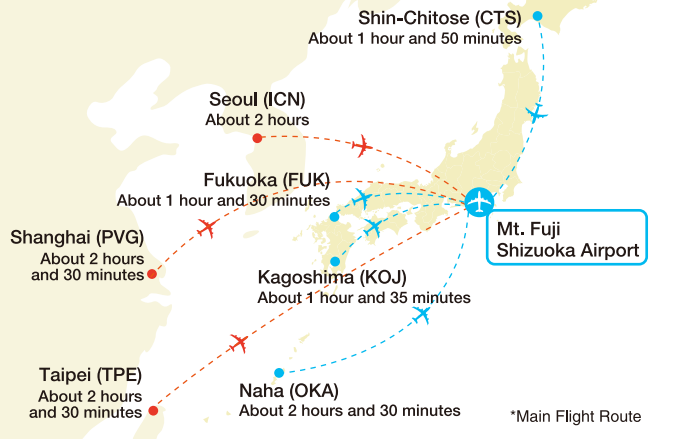 Shin-Chitose (CTS)
About 1 hour and 50 minutes
Seoul (ICN)
About 2 hours
Fukuoka (FUK)
About 1 hour and 30 minutes
Shanghai (PVG)
About 2 hours
and 30 minutes
Mt. Fuji
Shizuoka Airport
Kagoshima (KOJ)
About 1 hour and 35 minutes
Taipei (TPE)
About 2 hours
and 30 minutes
Naha (OKA)
About 2 hours and 30 minutes
*Main Flight Route